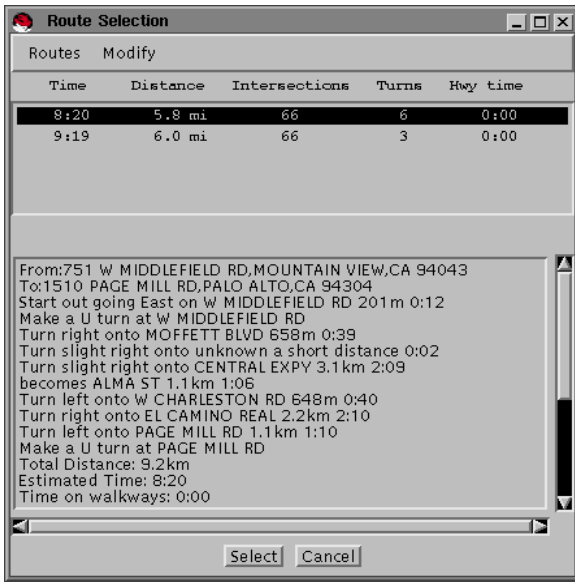 Route Selection
Routes Modify
Time Distance Intersections Turns Hwy time
8:20 5.8 mi 66 6 0:00
9:19 6.0 mi 66 3 0:00
From:751 W MIDDLEFIELD RD,MOUNTAIN VIEW,CA 94043
To:1510 PAGE MILL RD,PALO ALTO,CA 94304
Start out going East on W MIDDLEFIELD RD 201m 0:12
Make a U turn at W MIDDLEFIELD RD
Turn right onto MOFFETT BLVD 658m 0:39
Turn slight right onto unknown a short distance 0:02
Turn slight right onto CENTRAL EXPY 3.1km 2:09
becomes ALMA ST 1.1km 1:06
Turn left onto W CHARLESTON RD 648m 0:40
Turn right onto EL CAMINO REAL 2.2km 2:10
Turn left onto PAGE MILL RD 1.1km 1:10
Make a U turn at PAGE MILL RD
Total Distance: 9.2km
Estimated Time: 8:20
Time on walkways: 0:00
Select Cancel